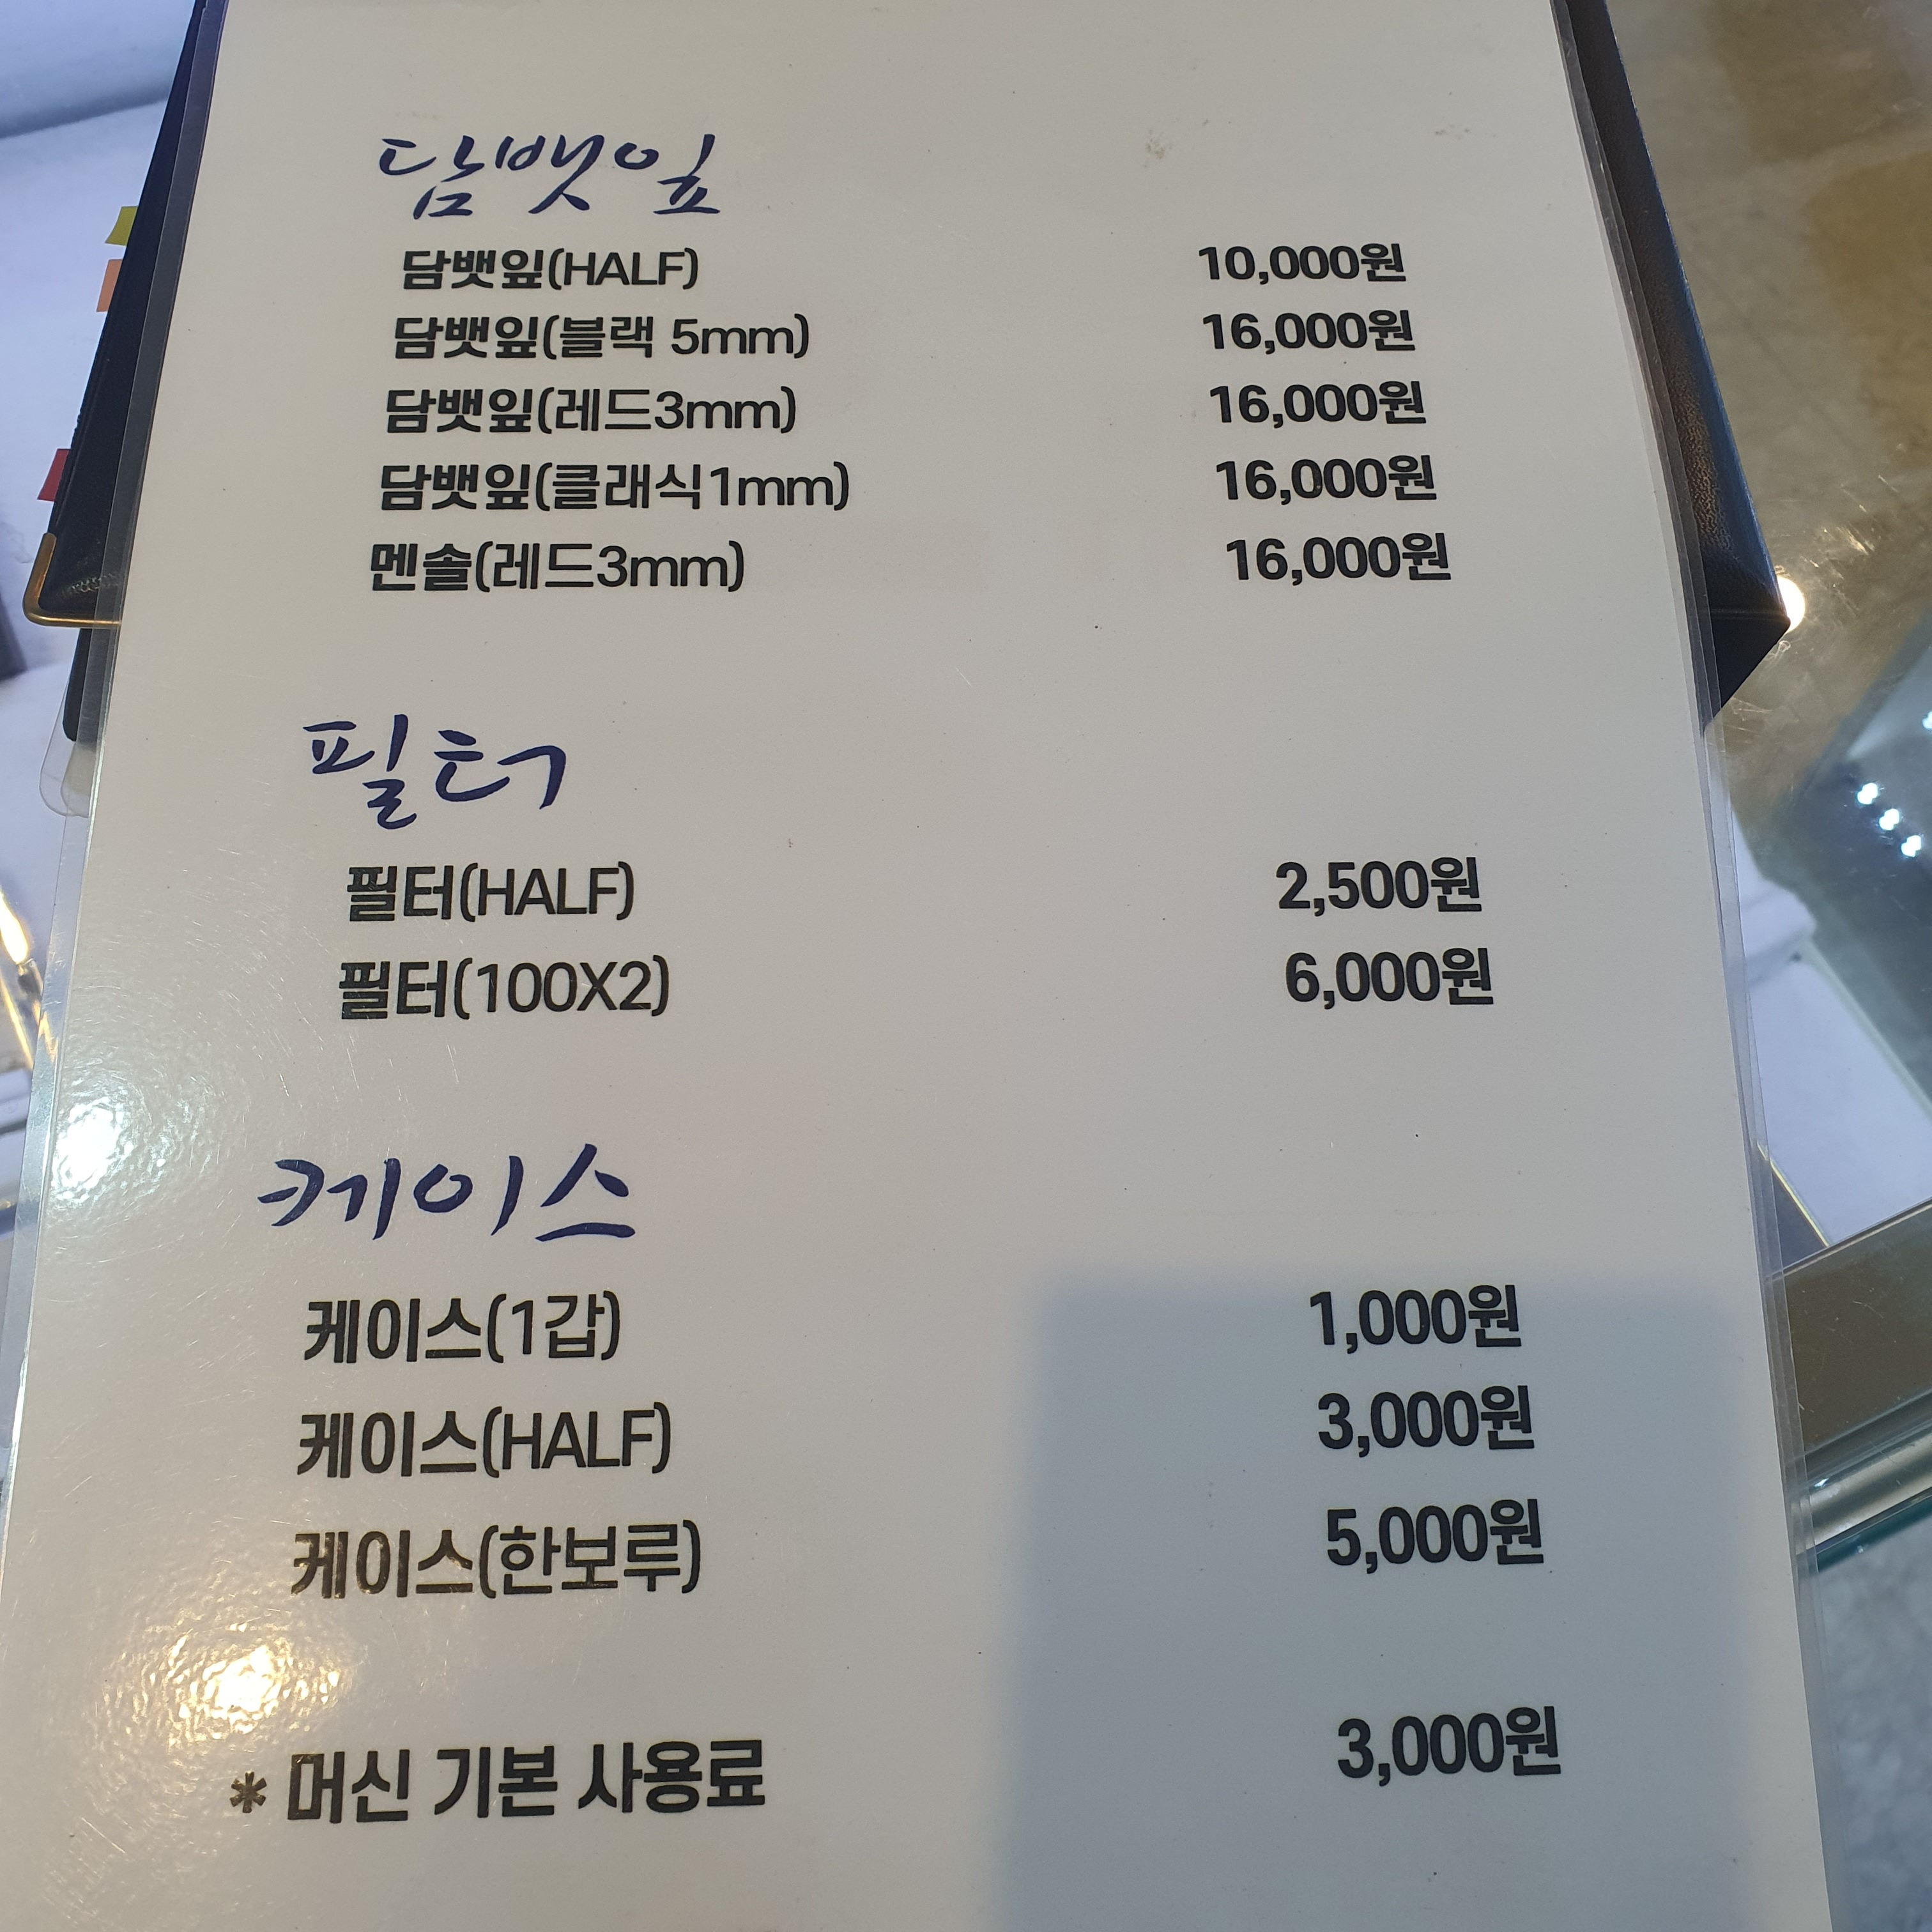 담뱃잎
담뱃잎(HALF) 10,000원
담뱃잎(블랙 5mm) 16,000원
담뱃잎(레드3mm) 16,000원
담뱃잎(클래식1mm) 16,000원
멘솔(레드3mm) 16,000원
필터
필터(HALF) 2,500원
필터(100X2) 6,000원
케이스
케이스(1갑) 1,000원
케이스(HALF) 3,000원
케이스(한보루) 5,000원
* 머신 기본 사용료 3,000원